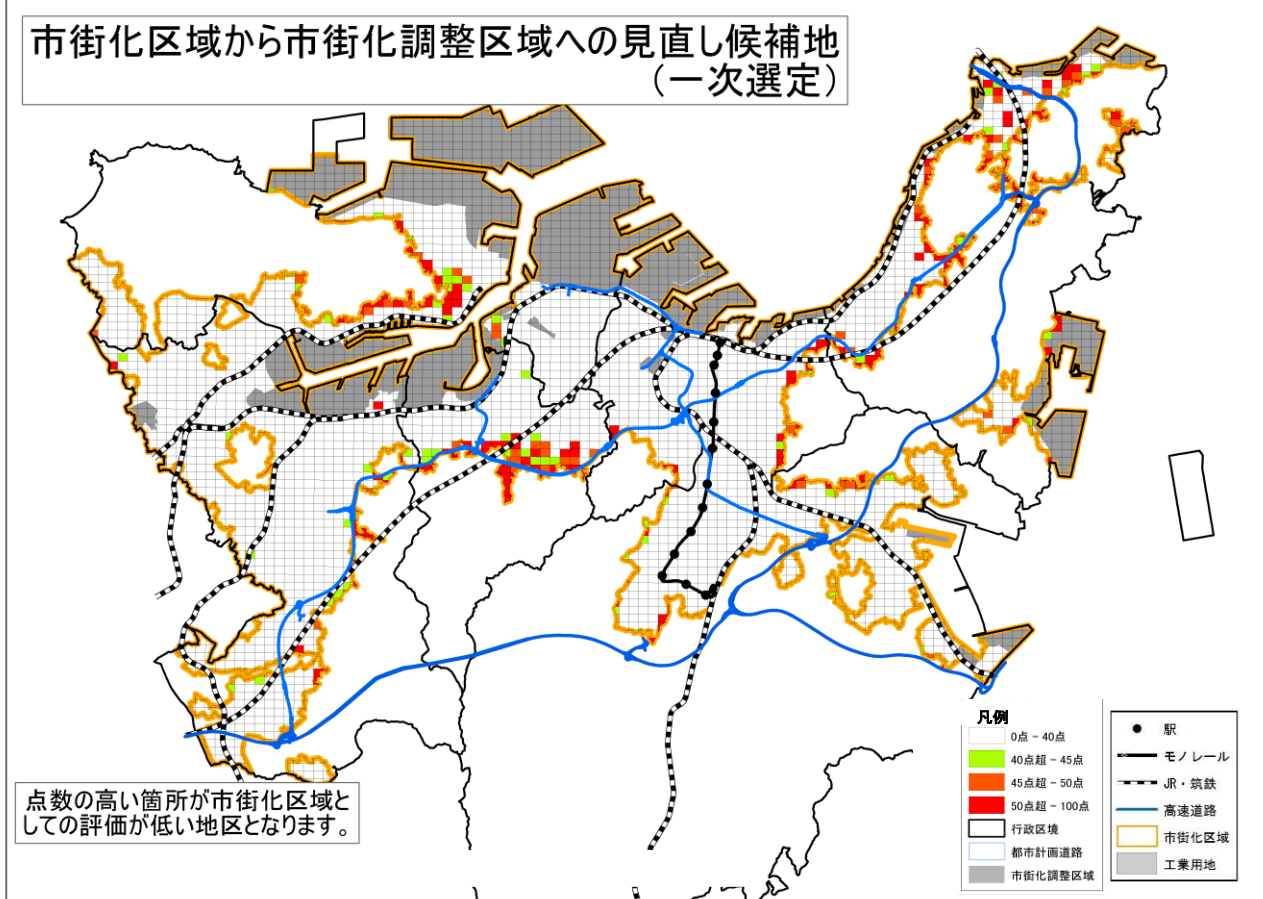 市街化区域から市街化調整区域への見直し候補地
（一次選定）
点数の高い箇所が市街化区域と
しての評価が低い地区となります。
凡例
0点 - 40点
40点超 - 45点
45点超 - 50点
50点超 - 100点
行政区境
都市計画道路
市街化調整区域
駅
モノレール
JR・筑鉄
高速道路
市街化区域
工業用地